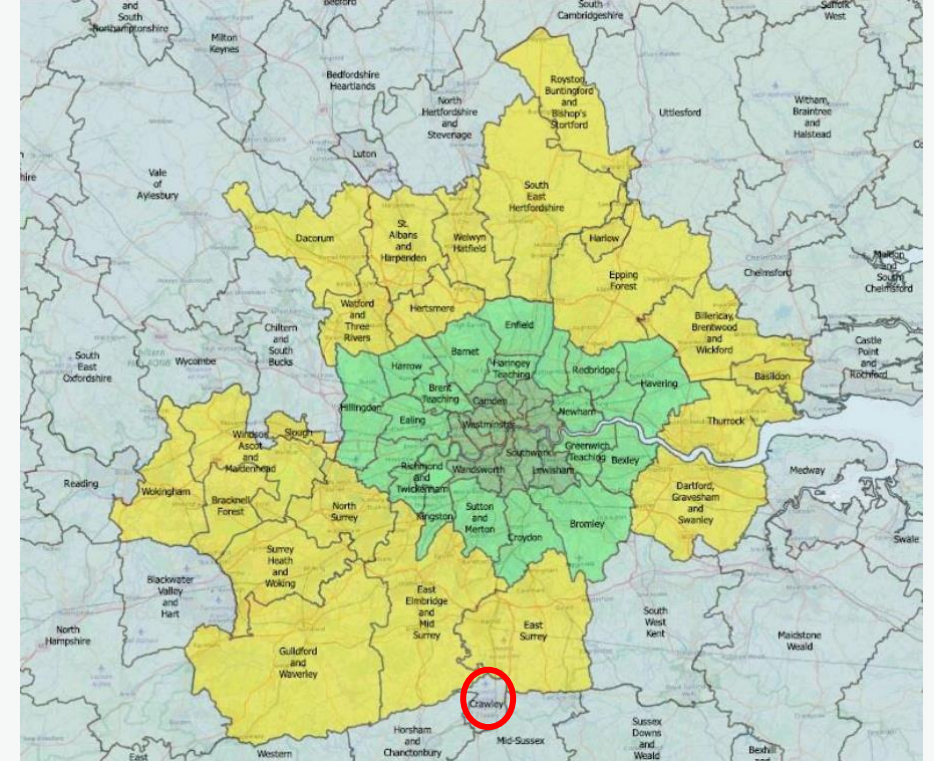 and
South
Northamptonshire
Bedford
South
Cambridgeshire
Suffolk
West
Milton
Keynes
Bedfordshire
Heartlands
North
Hertfordshire
and
Stevenage
Royston,
Buntingford
and
Bishop's
Stortford
Uttlesford
Witham,
Braintree
and
Halstead
Luton
Vale
of
Aylesbury
South
East
Hertfordshire
Dacorum
St.
Albans
and
Harpenden
Welwyn
Hatfield
Harlow
Epping
Forest
Chelmsford
Maldon
and
South
Chelmsford
Watford
and
Three
Rivers
Hertsmere
Enfield
Billericay,
Brentwood
and
Wickford
Castle
Point
and
Rochford
South
East
Oxfordshire
Wycombe
Chiltern
and
South
Bucks
Harrow
Barnet
Haringey
Teaching
Redbridge
Havering
Basildon
Brent
Teaching
Camden
Hillingdon
Ealing
Westminster
Newham
Thurrock
Windsor
Ascot
and
Maidenhead
Slough
Southwark
Greenwich
Teaching
Bexley
Reading
Wokingham
Bracknell
Forest
North
Surrey
Richmond
and
Twickenham
Wandsworth
Lewisham
Medway
Kingston
Sutton
and
Merton
Croydon
Bromley
Dartford,
Gravesham
and
Swanley
Swale
Blackwater
Valley
and
Hart
Surrey
Heath
and
Woking
East
Elmbridge
and
Mid
Surrey
East
Surrey
South
West
Kent
Maidstone
Weald
North
Hampshire
Guildford
and
Waverley
Crawley
Horsham
and
Chanctonbury
Mid-Sussex
Sussex
Downs
and
Weald
Bexhill
and
East
Western